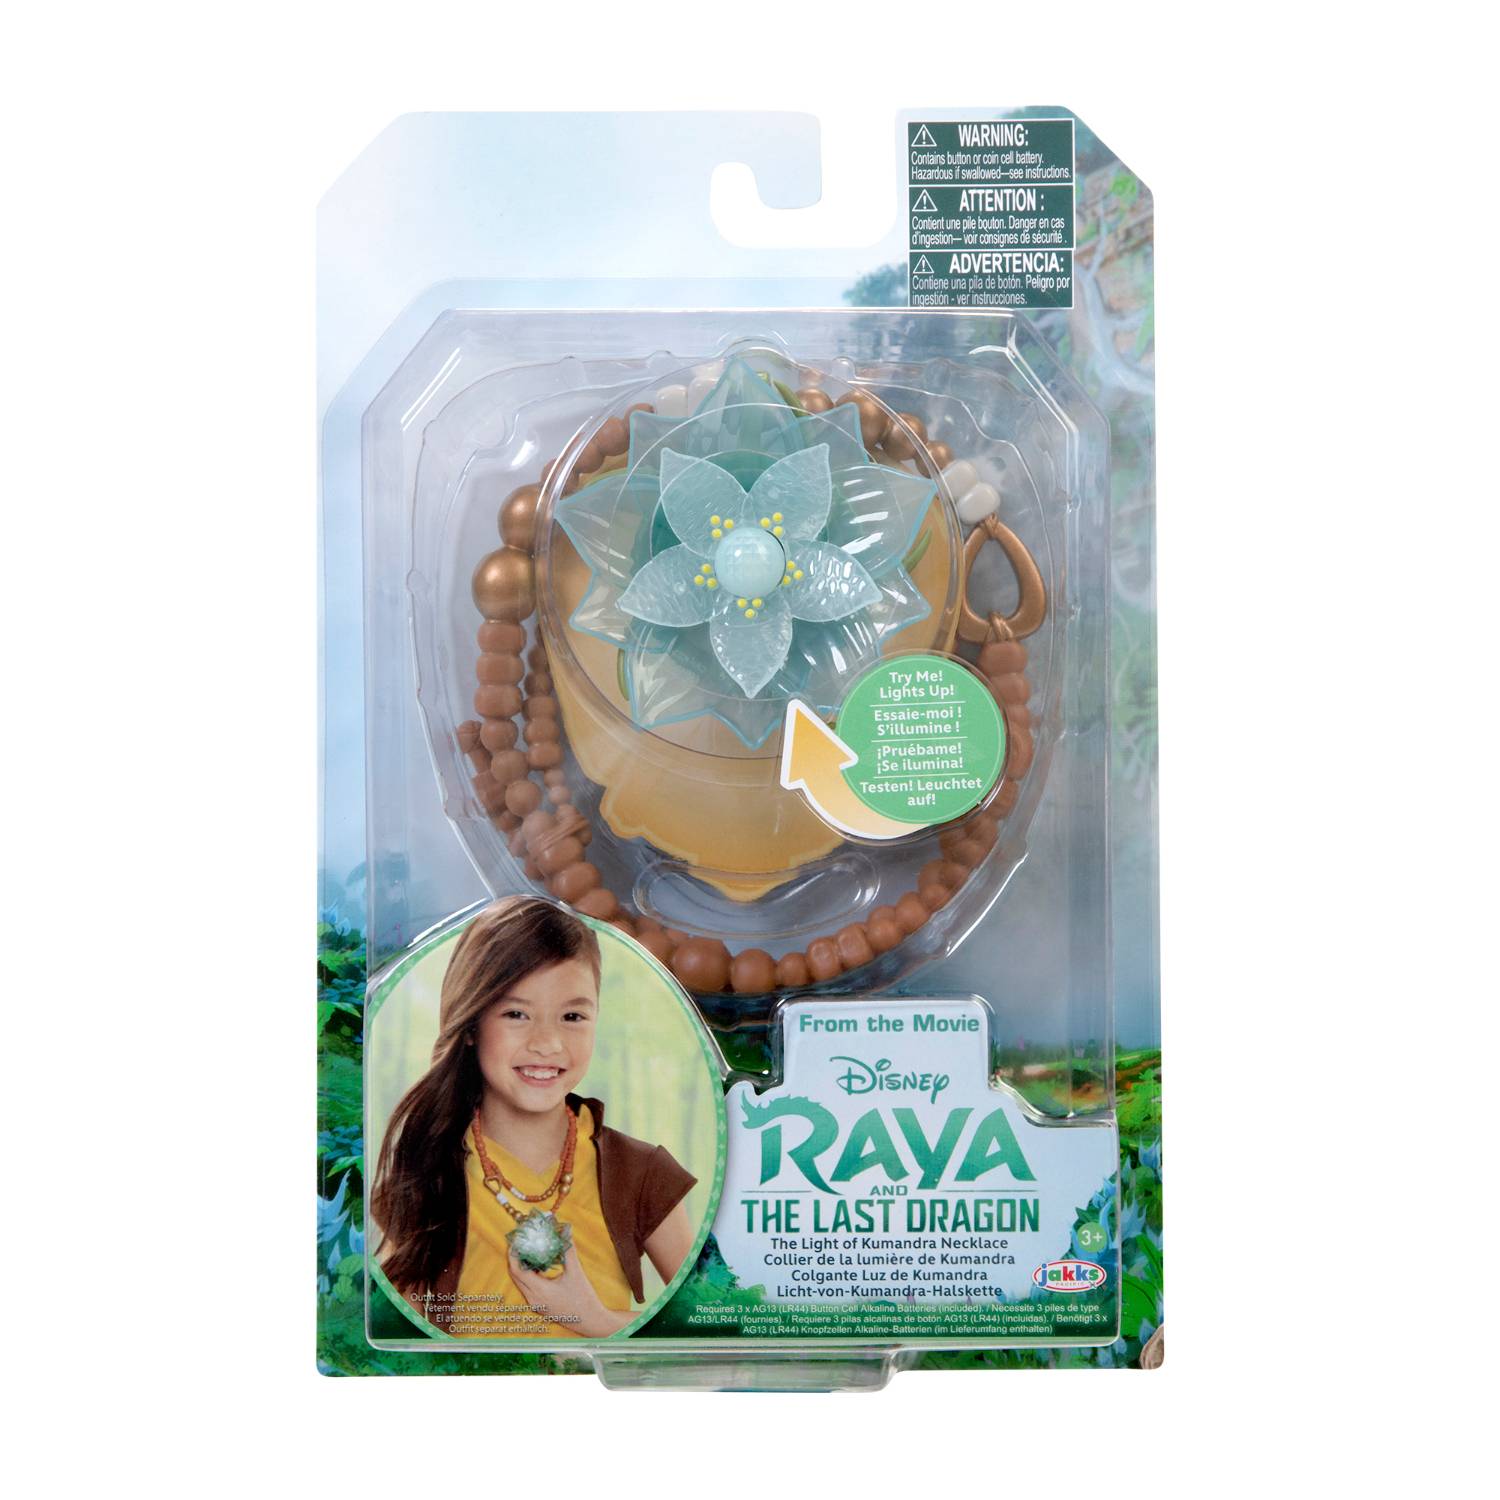 WARNING:
Contains button or coin cell battery.
Hazardous if swallowed—see instructions.
ATTENTION :
Contient une pile bouton. Danger en cas
d'ingestion— voir consignes de sécurité .
ADVERTENCIA:
Contiene una pila de botón. Peligro por
ingestión - ver instrucciones.
Try Me!
Lights Up!
Essaie-moi !
S'illumine !
¡Pruébame!
¡Se ilumina!
Testen! Leuchtet
auf!
From the Movie
Disney
RAYA
AND
THE LAST DRAGON
The Light of Kumandra Necklace
Collier de la lumière de Kumandra
Colgante Luz de Kumandra
Licht-von-Kumandra-Halskette
3+
jakks
PACIFIC
Outfit Sold Separately.
Vêtement vendu séparément.
El atuendo se vende por separado.
Outfit separat erhältlich.
Requires 3 x AG13 (LR44) Button Cell Alkaline Batteries (included). / Necessite 3 piles de type
AG13/LR44 (fournies). / Requiere 3 pilas alcalinas de botón AG13 (LR44) (incluidas). / Benötigt 3 x
AG13 (LR44) Knopfzellen Alkaline-Batterien (im Lieferumfang enthalten)